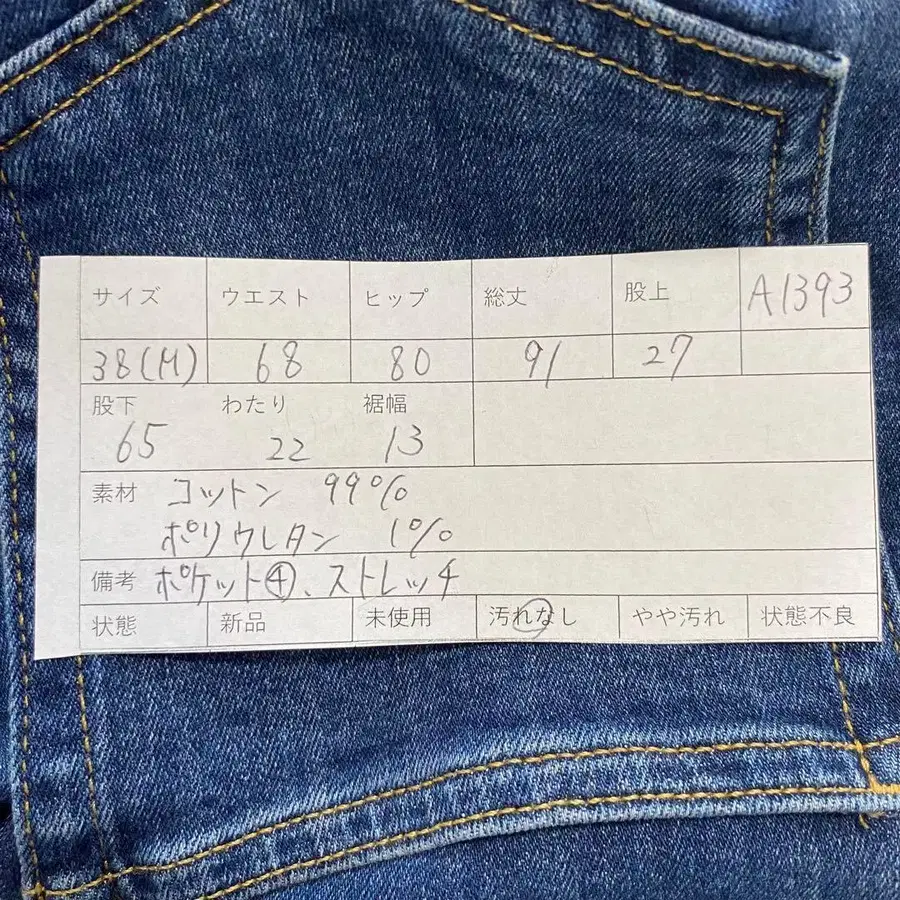 サイズ ウエスト ヒップ 総丈 股上 A1393
38(M) 68 80 91 27
股下 わたり 裾幅
65 22 13
素材 コットン 99%
ポリウレタン 1%
備考 ポケット④、ストレッチ
状態 新品 未使用 汚れなし やや汚れ 状態不良